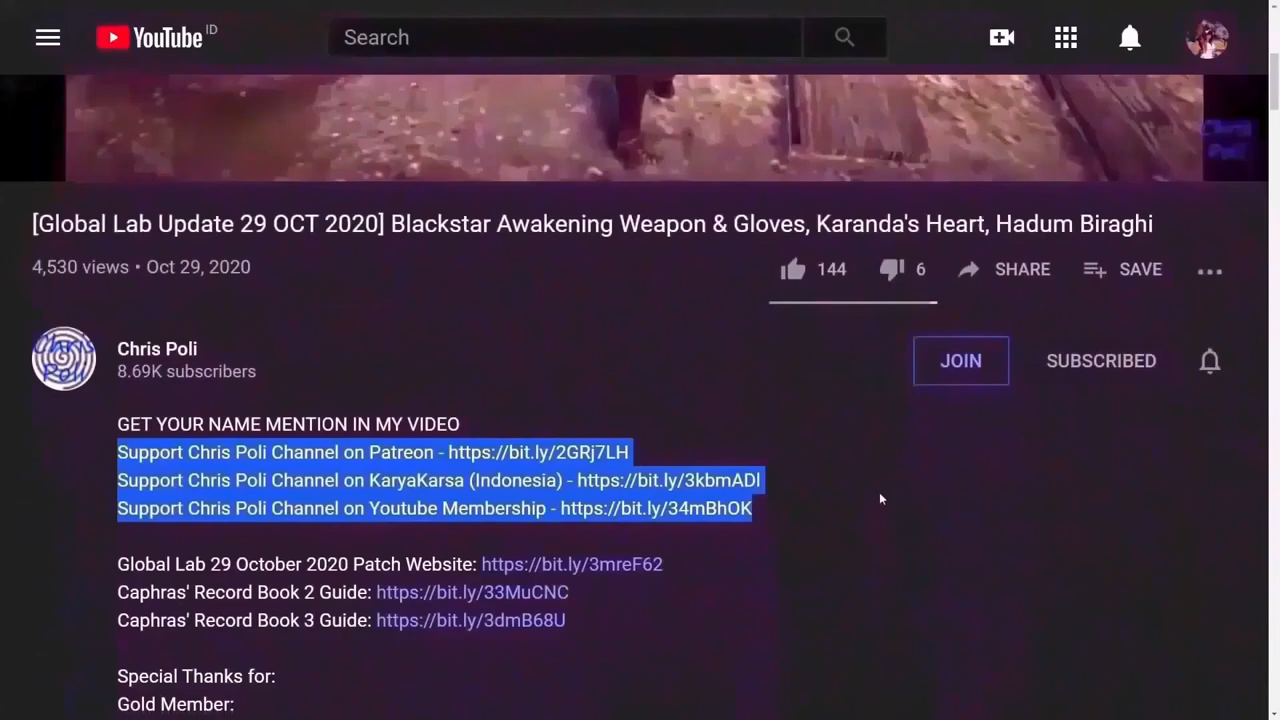 YouTube ID
Search
Chris
Poli
[Global Lab Update 29 OCT 2020] Blackstar Awakening Weapon & Gloves, Karanda's Heart, Hadum Biraghi
4,530 views • Oct 29, 2020
144
6
SHARE
SAVE
Chris
Poli
Chris Poli
8.69K subscribers
JOIN
SUBSCRIBED
GET YOUR NAME MENTION IN MY VIDEO
Support Chris Poli Channel on Patreon - https://bit.ly/2GRj7LH
Support Chris Poli Channel on KaryaKarsa (Indonesia) - https://bit.ly/3kbmADl
Support Chris Poli Channel on Youtube Membership - https://bit.ly/34mBhOK
Global Lab 29 October 2020 Patch Website: https://bit.ly/3mreF62
Caphras' Record Book 2 Guide: https://bit.ly/33MuCNC
Caphras' Record Book 3 Guide: https://bit.ly/3dmB68U
Special Thanks for:
Gold Member: